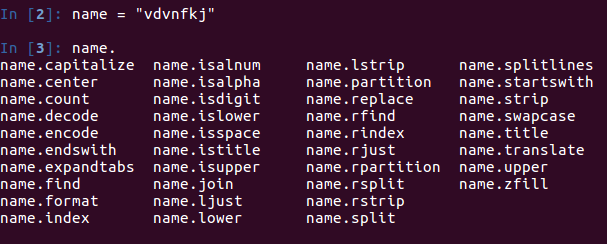 In [2]: name = "vdvnfkj"
In [3]: name.
name.capitalize name.isalnum name.lstrip name.splitlines
name.center name.isalpha name.partition name.startswith
name.count name.isdigit name.replace name.strip
name.decode name.islower name.rfind name.swapcase
name.encode name.isspace name.rindex name.title
name.endswith name.istitle name.rjust name.translate
name.expandtabs name.isupper name.rpartition name.upper
name.find name.join name.rsplit name.zfill
name.format name.ljust name.rstrip
name.index name.lower name.split